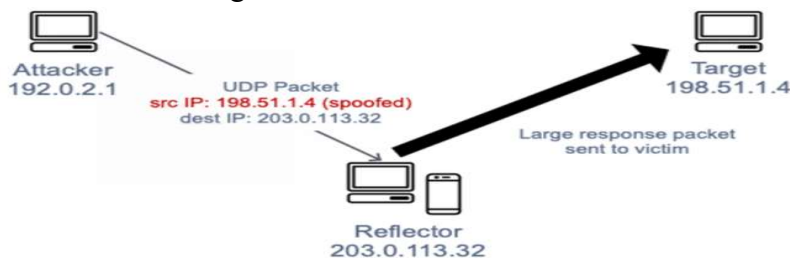 Attacker
192.0.2.1
UDP Packet
src IP: 198.51.1.4 (spoofed)
dest IP: 203.0.113.32
Target
198.51.1.4
Large response packet
sent to victim
Reflector
203.0.113.32